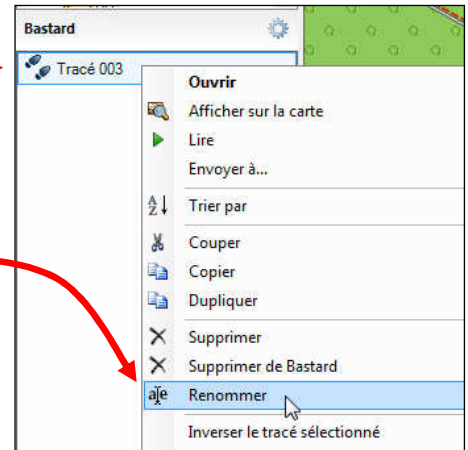 Bastard
Tracé 003
Ouvrir
Afficher sur la carte
Lire
Envoyer à...
Trier par
Couper
Copier
Dupliquer
Supprimer
Supprimer de Bastard
Renommer
Inverser le tracé sélectionné